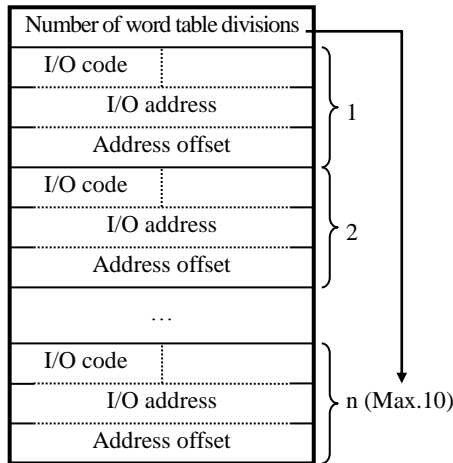 Number of word table divisions
I/O code
I/O address
Address offset
1
I/O code
I/O address
Address offset
2
…
I/O code
I/O address
Address offset
n (Max.10)